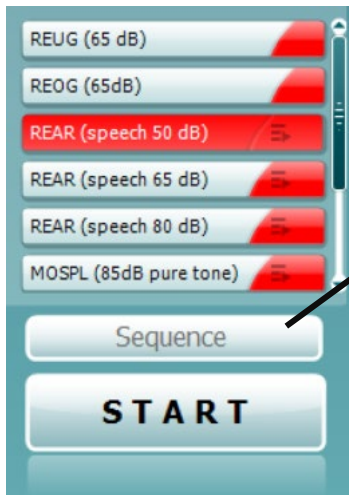 REUG (65 dB)
REOG (65dB)
REAR (speech 50 dB)
REAR (speech 65 dB)
REAR (speech 80 dB)
MOSPL (85dB pure tone)
Sequence
START